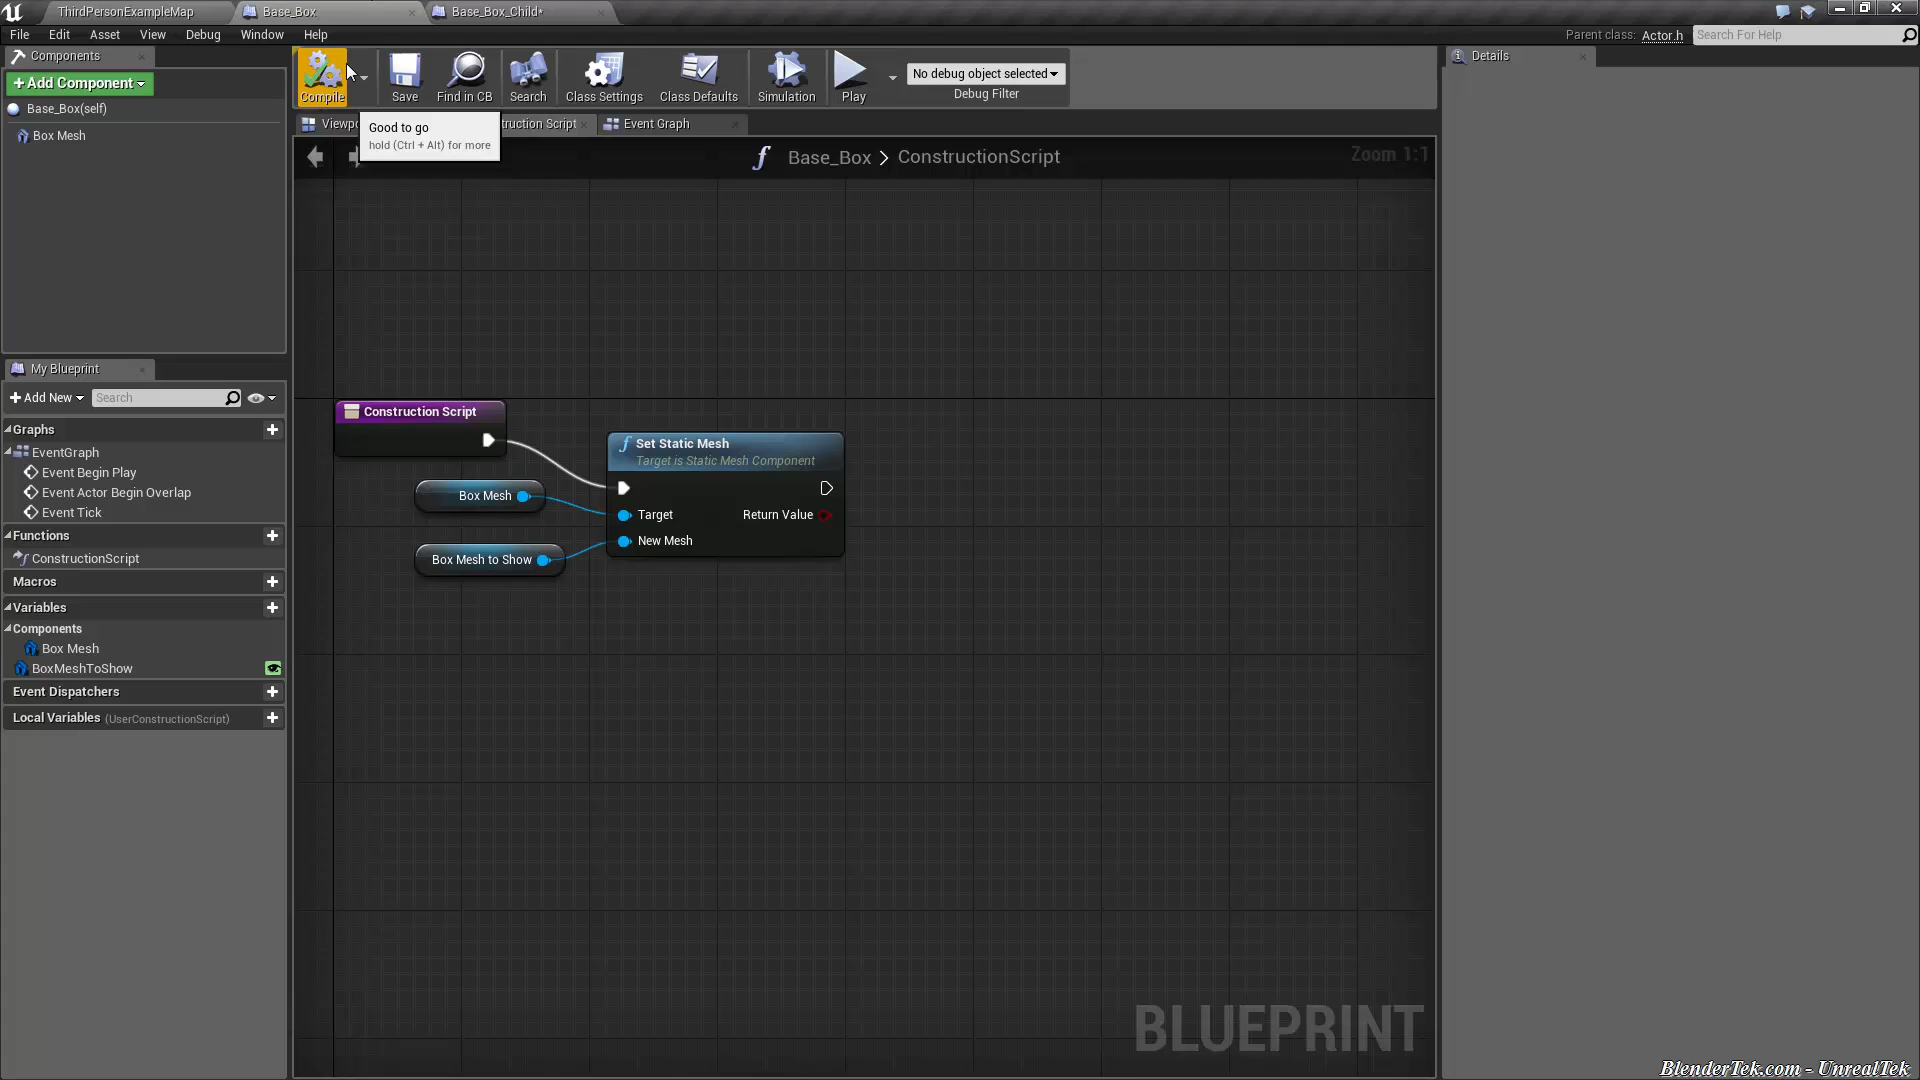 ThirdPersonExampleMap
Base_Box
Base_Box_Child*
File Edit Asset View Debug Window Help
Parent class: Actor.h
Search For Help
Components
+Add Component
Base_Box(self)
Box Mesh
Compile
Save
Find in CB
Search
Class Settings
Class Defaults
Simulation
Play
No debug object selected
Debug Filter
Details
Good to go
hold (Ctrl + Alt) for more
Viewpo
truction Script
Event Graph
f Base_Box > ConstructionScript
Zoom 1:1
My Blueprint
+Add New
Search
Graphs
EventGraph
Event Begin Play
Event Actor Begin Overlap
Event Tick
Functions
ConstructionScript
Macros
Variables
Components
Box Mesh
BoxMeshToShow
Event Dispatchers
Local Variables (UserConstructionScript)
Construction Script
Box Mesh
Box Mesh to Show
f Set Static Mesh
Target is Static Mesh Component
Target
Return Value
New Mesh
BLUEPRINT
BlenderTek.com - UnrealTek